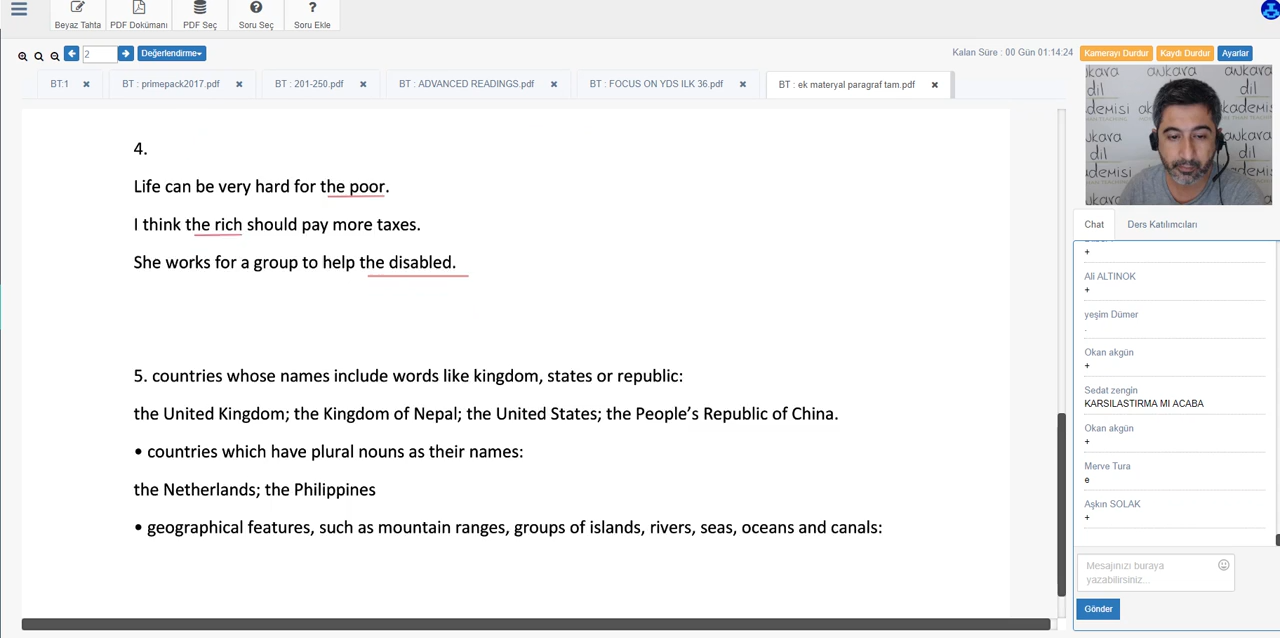 Beyaz Tahta PDF Dokümanı PDF Seç Soru Seç Soru Ekle
2 Değerlendirme
Kalan Süre : 00 Gün 01:14:24 Kamerayı Durdur Kaydı Durdur Ayarlar
BT:1 BT : primepack2017.pdf BT : 201-250.pdf BT : ADVANCED READINGS.pdf BT : FOCUS ON YDS ILK 36.pdf BT : ek materyal paragraf tam.pdf
4.
Life can be very hard for the poor.
I think the rich should pay more taxes.
She works for a group to help the disabled.
5. countries whose names include words like kingdom, states or republic:
the United Kingdom; the Kingdom of Nepal; the United States; the People’s Republic of China.
• countries which have plural nouns as their names:
the Netherlands; the Philippines
• geographical features, such as mountain ranges, groups of islands, rivers, seas, oceans and canals:
ankara
dil
Chat Ders Katılımcıları
+
Ali ALTINOK
+
yeşim Dümer
.
Okan akgün
+
Sedat zengin
KARSILASTIRMA MI ACABA
Okan akgün
+
Merve Tura
e
Aşkın SOLAK
+
Mesajınızı buraya
yazabilirsiniz...
Gönder